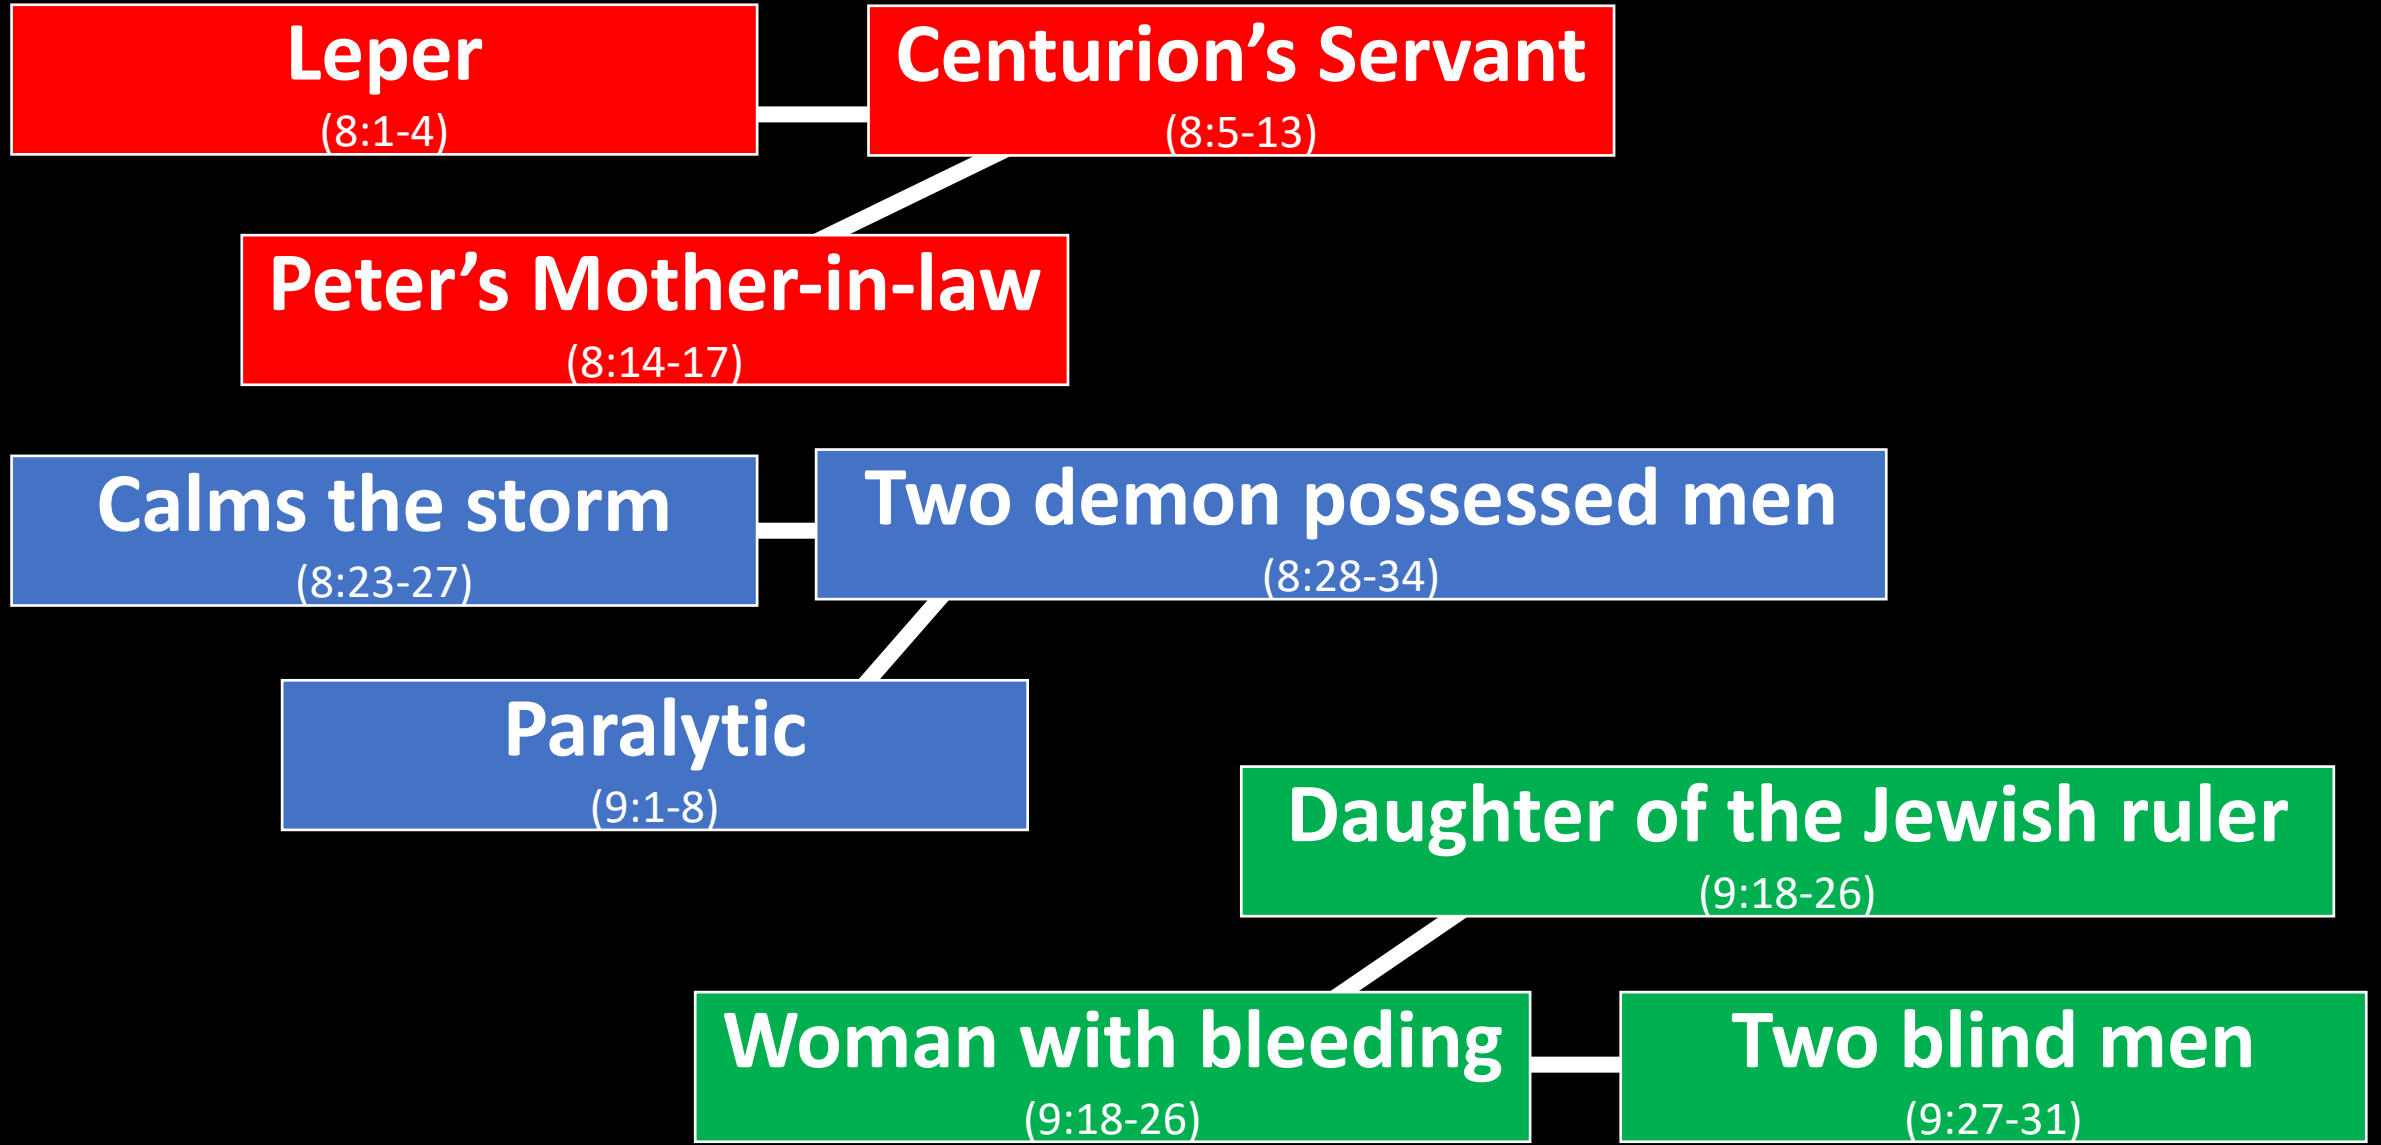 Leper
(8:1-4)
Centurion’s Servant
(8:5-13)
Peter’s Mother-in-law
(8:14-17)
Calms the storm
(8:23-27)
Two demon possessed men
(8:28-34)
Paralytic
(9:1-8)
Daughter of the Jewish ruler
(9:18-26)
Woman with bleeding
(9:18-26)
Two blind men
(9:27-31)